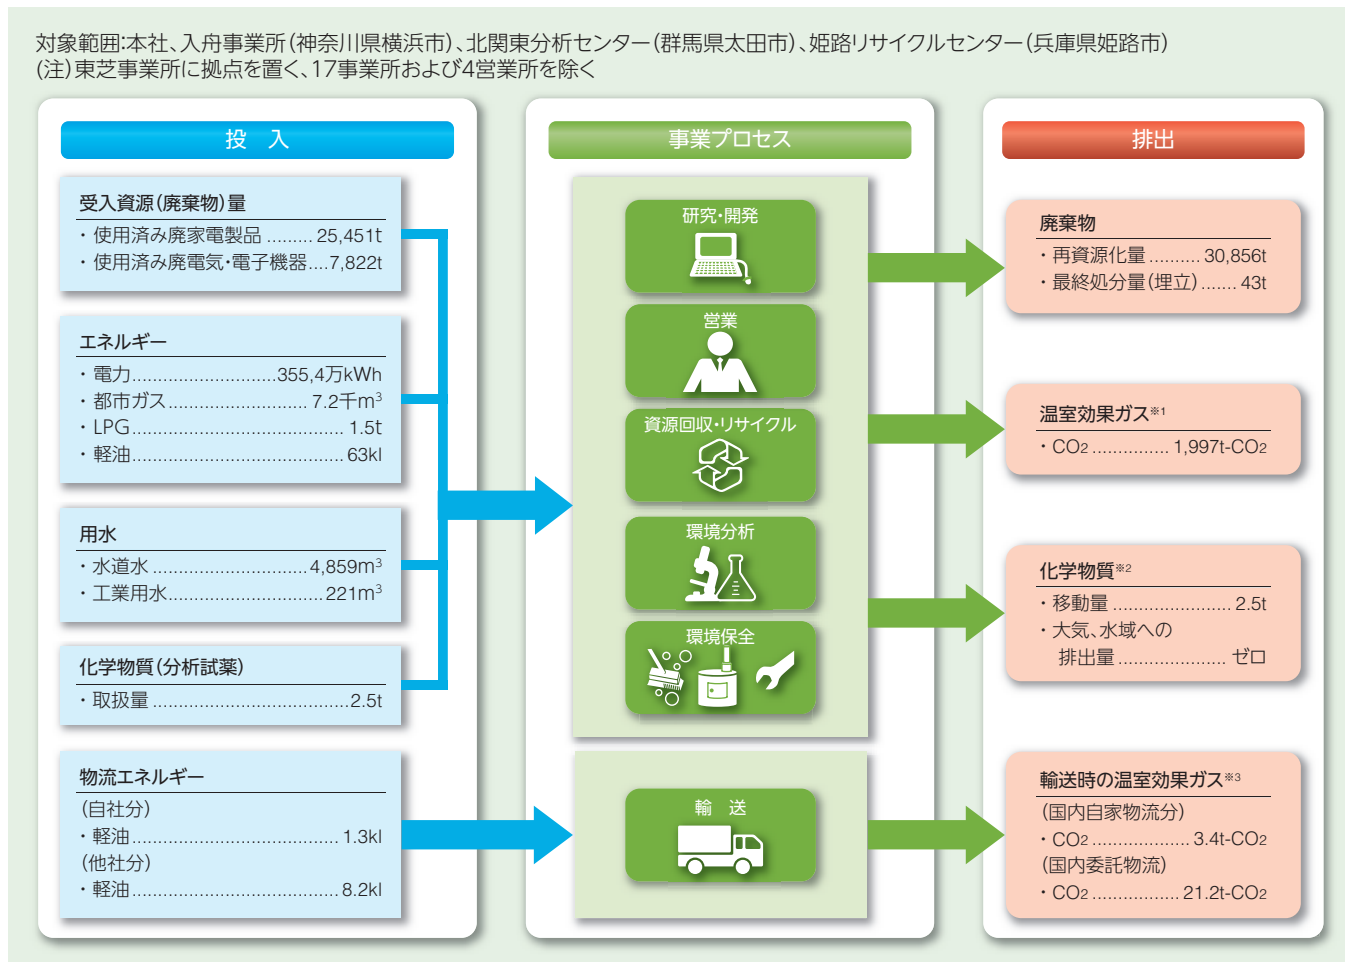 対象範囲:本社、入舟事業所(神奈川県横浜市)、北関東分析センター(群馬県太田市)、姫路リサイクルセンター(兵庫県姫路市)
(注)東芝事業所に拠点を置く、17事業所および4営業所を除く
投 入
受入資源(廃棄物)量
・使用済み廃家電製品 ......... 25,451t
・使用済み廃電気・電子機器....7,822t
エネルギー
・電力............................355,4万kWh
・都市ガス........................... 7.2千m³
・LPG ..................................... 1.5t
・軽油......................................... 63kl
用水
・水道水 .............................. 4,859m³
・工業用水.............................. 221m³
化学物質(分析試薬)
・取扱量 ......................................2.5t
物流エネルギー
(自社分)
・軽油........................................ 1.3kl
(他社分)
・軽油........................................ 8.2kl
事業プロセス
研究・開発
営業
資源回収・リサイクル
環境分析
環境保全
輸 送
排出
廃棄物
・再資源化量 .......... 30,856t
・最終処分量(埋立)....... 43t
温室効果ガス※1
・CO2 ............... 1,997t-CO2
化学物質※2
・移動量 ....................... 2.5t
・大気、水域への
排出量 ..................... ゼロ
輸送時の温室効果ガス※3
(国内自家物流分)
・CO2 ................... 3.4t-CO2
(国内委託物流)
・CO2 ................. 21.2t-CO2